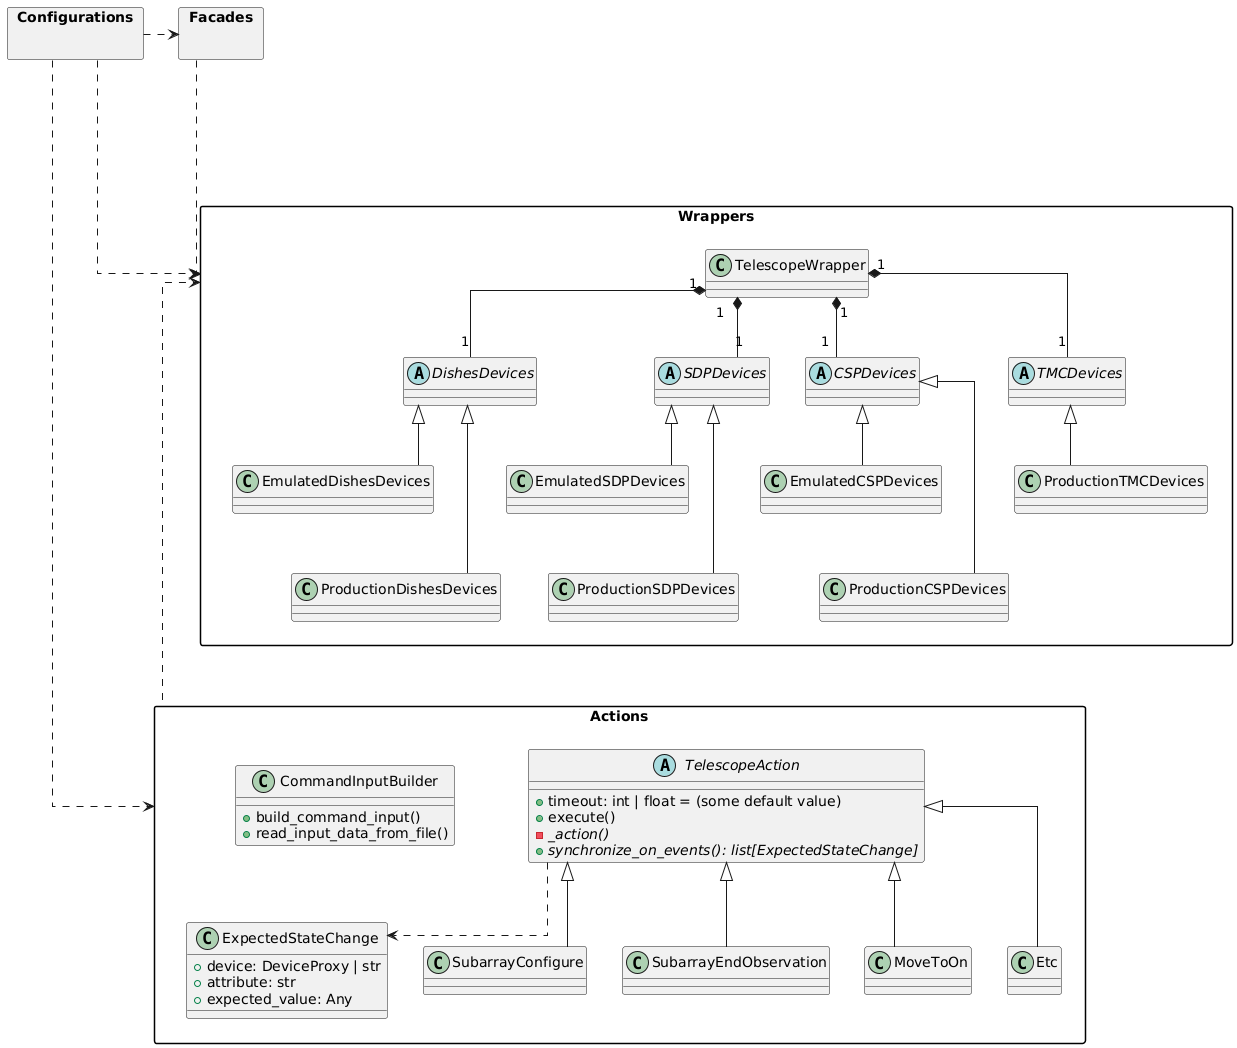 Configurations
Facades
Wrappers
C TelescopeWrapper
1
1
1
1
1
1
1
1
A DishesDevices
A SDPDevices
A CSPDevices
A TMCDevices
C EmulatedDishesDevices
C EmulatedSDPDevices
C EmulatedCSPDevices
C ProductionTMCDevices
C ProductionDishesDevices
C ProductionSDPDevices
C ProductionCSPDevices
Actions
C CommandInputBuilder
build_command_input()
read_input_data_from_file()
A TelescopeAction
timeout: int | float = (some default value)
execute()
_action()
synchronize_on_events(): list[ExpectedStateChange]
C ExpectedStateChange
device: DeviceProxy | str
attribute: str
expected_value: Any
C SubarrayConfigure
C SubarrayEndObservation
C MoveToOn
C Etc